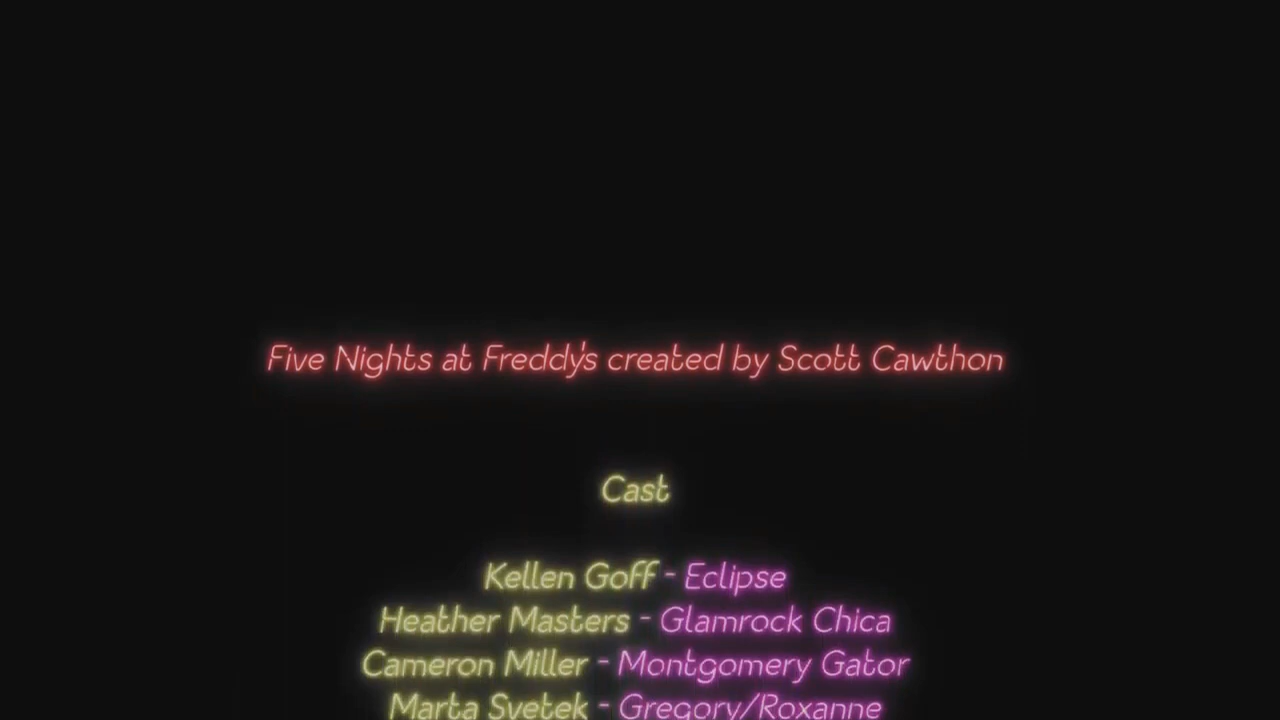 Five Nights at Freddy's created by Scott Cawthon
Cast
Kellen Goff - Eclipse
Heather Masters - Glamrock Chica
Cameron Miller - Montgomery Gator
Marta Svetek - Gregory/Roxanne